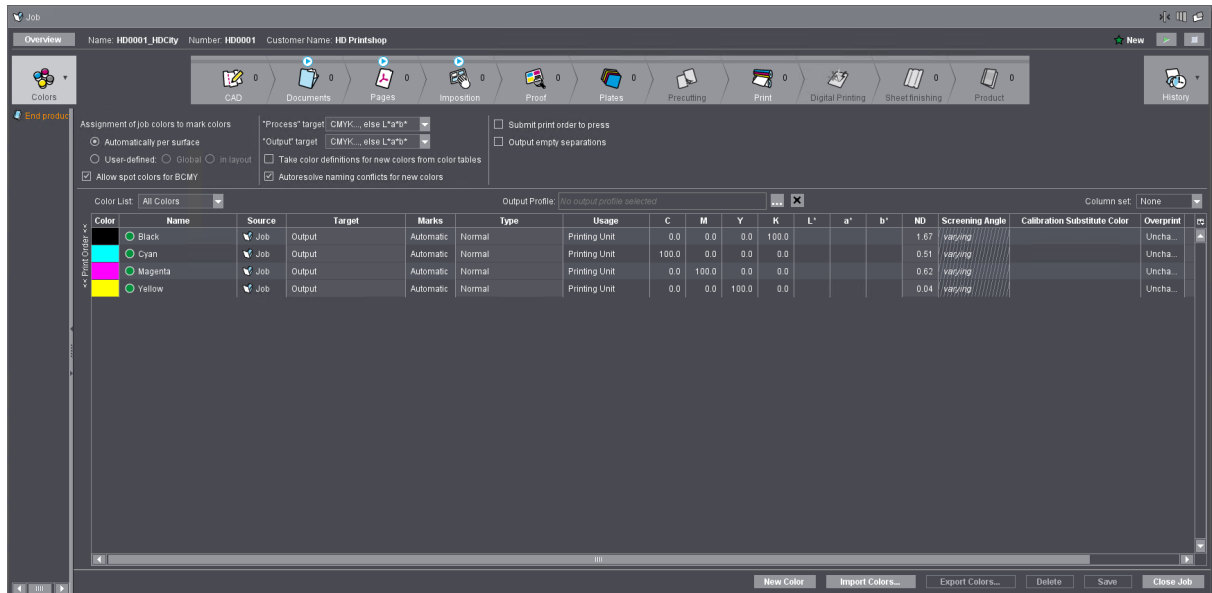 Job
Overview Name: HD0001_HDCity Number: HD0001 Customer Name: HD Printshop New
Colors 0 CAD 0 Documents 0 Pages 0 Imposition 0 Proof 0 Plates Precutting 0 Print Digital Printing 0 Sheet finishing 0 Product History
End produc
Assignment of job colors to mark colors "Process" target CMYK..., else L*a*b* Submit print order to press
Automatically per surface "Output" target CMYK..., else L*a*b* Output empty separations
User-defined: Global in layout Take color definitions for new colors from color tables
Allow spot colors for BCMY Autoresolve naming conflicts for new colors
Color List: All Colors Output Profile: No output profile selected ... Column set: None
<< Print Order <<
Color Name Source Target Marks Type Usage C M Y K L* a* b* ND Screening Angle Calibration Substitute Color Overprint
Black Job Output Automatic Normal Printing Unit 0.0 0.0 0.0 100.0 1.67 varying Uncha...
Cyan Job Output Automatic Normal Printing Unit 100.0 0.0 0.0 0.0 0.51 varying Uncha...
Magenta Job Output Automatic Normal Printing Unit 0.0 100.0 0.0 0.0 0.62 varying Uncha...
Yellow Job Output Automatic Normal Printing Unit 0.0 0.0 100.0 0.0 0.04 varying Uncha...
New Color Import Colors... Export Colors... Delete Save Close Job